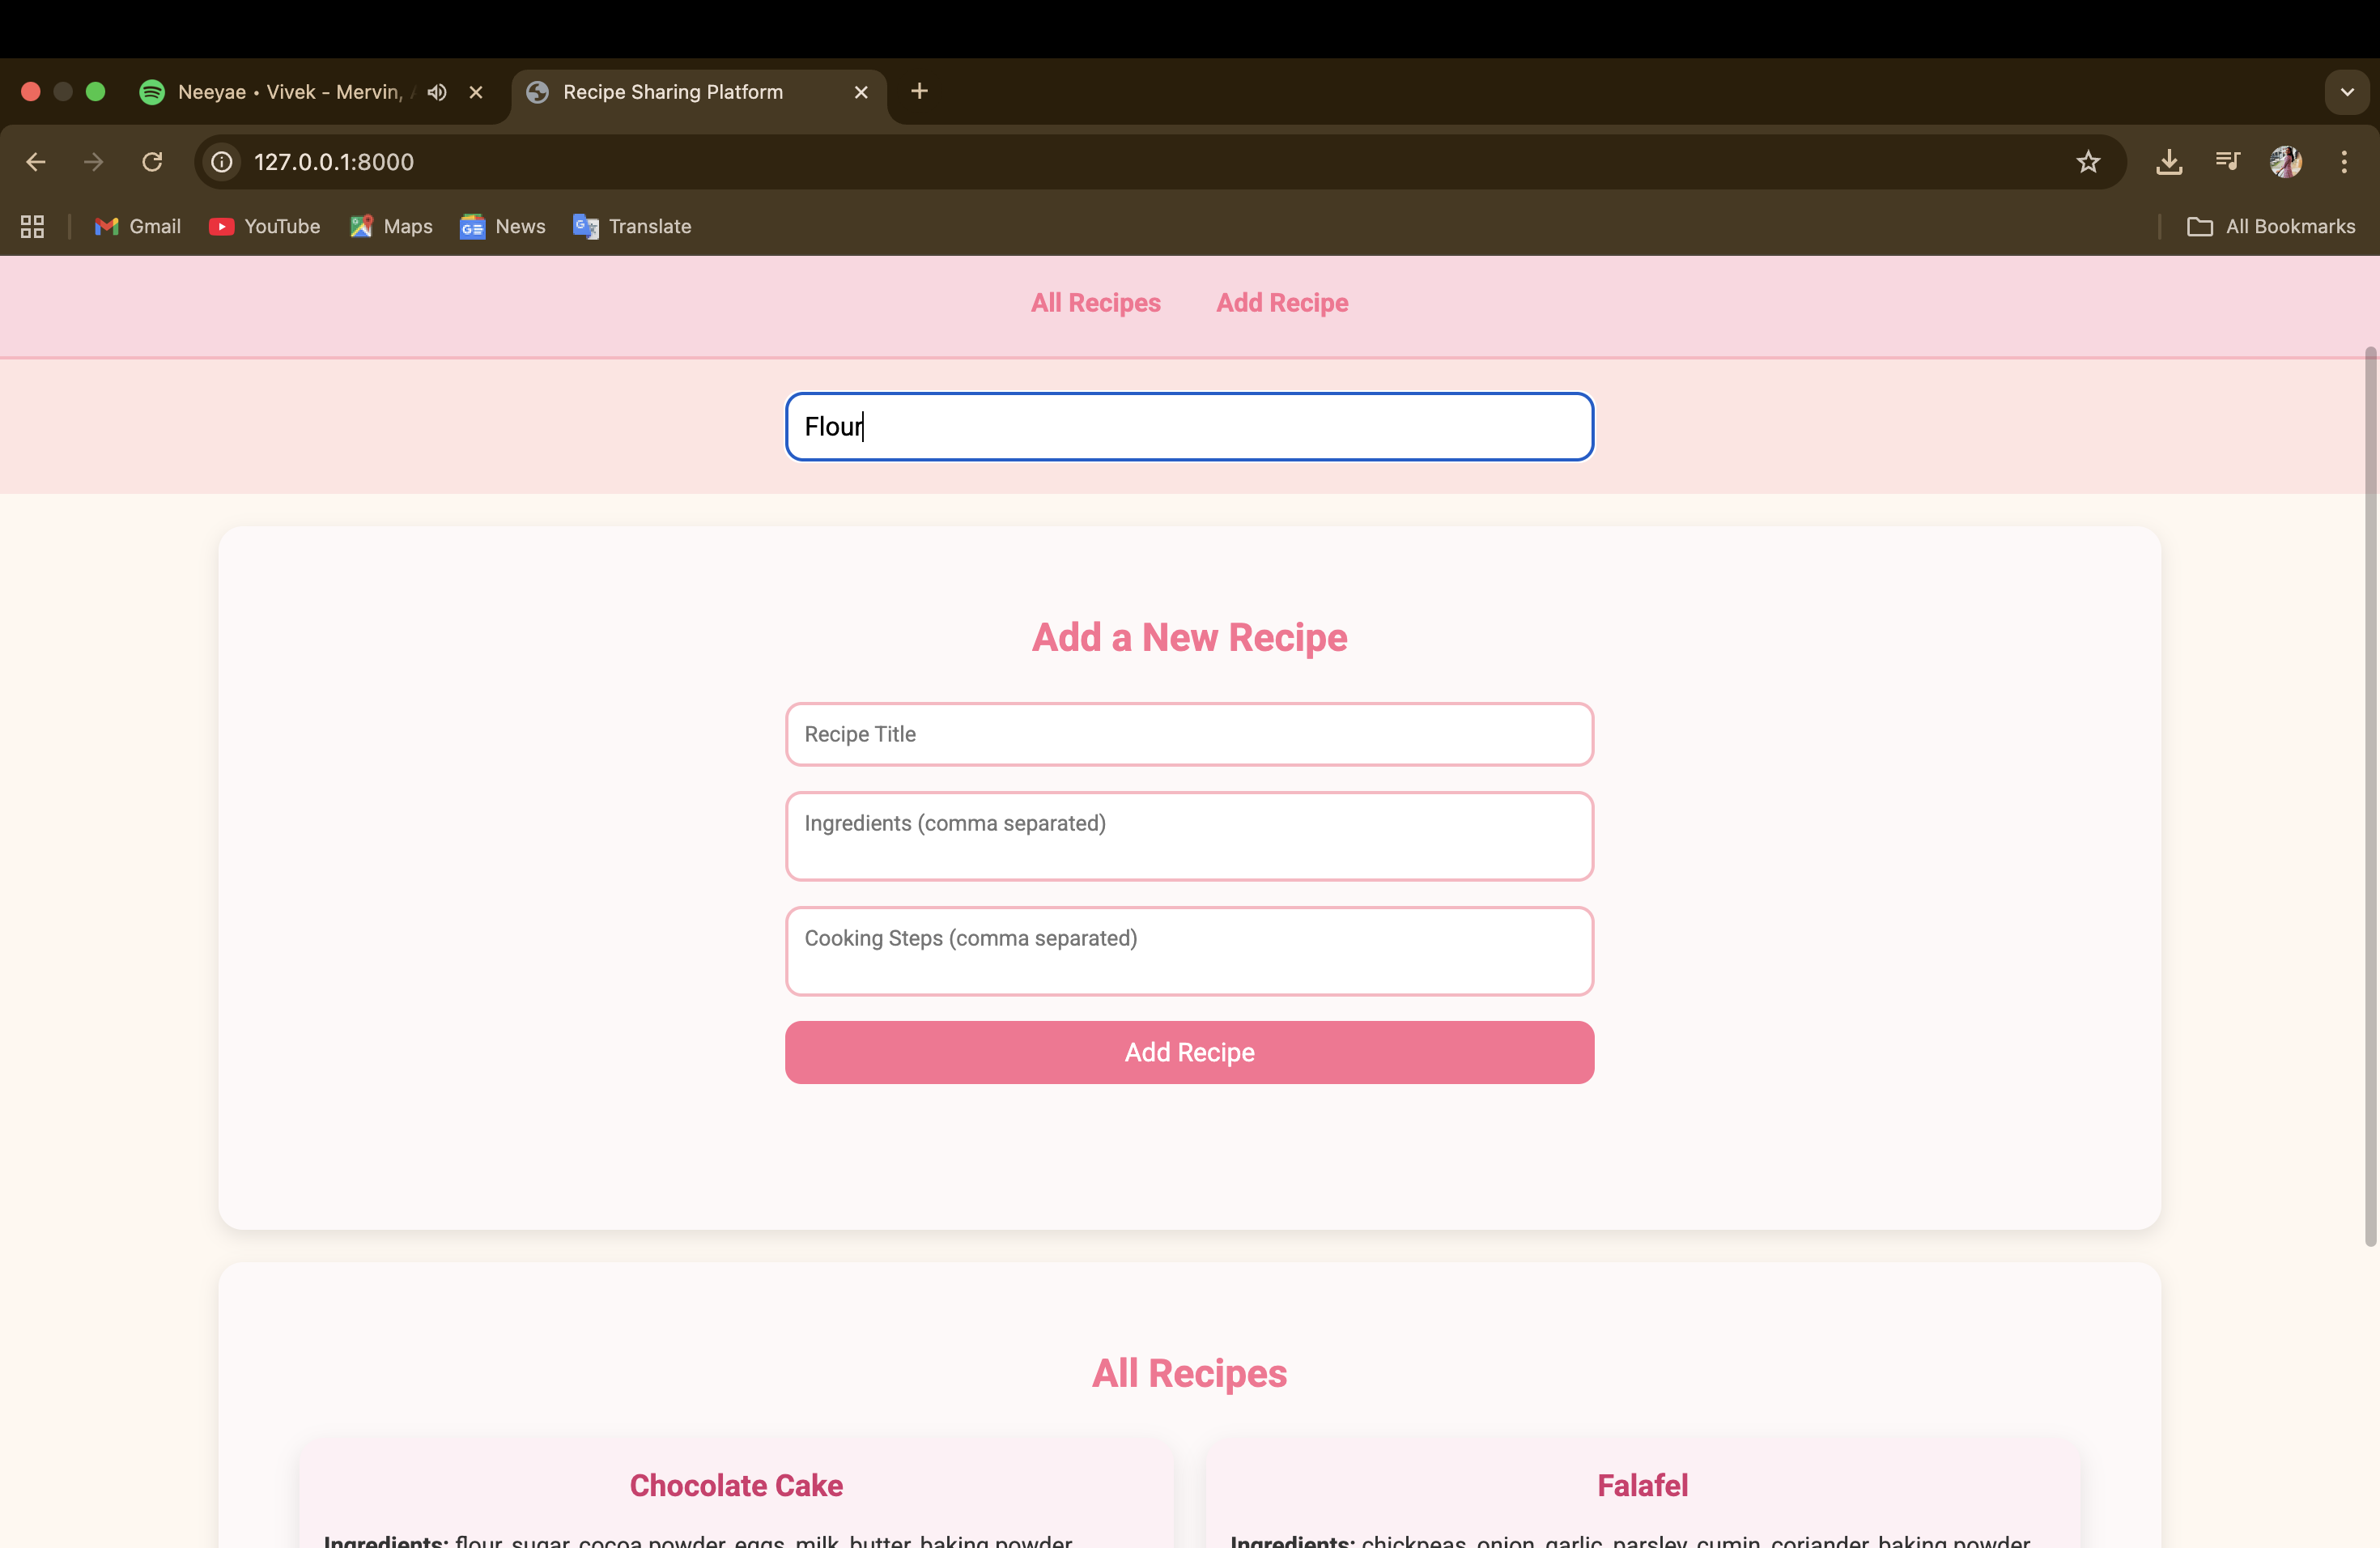 Neeyae • Vivek - Mervin,
Recipe Sharing Platform
127.0.0.1:8000
Gmail
YouTube
Maps
News
Translate
All Bookmarks
All Recipes
Add Recipe
Flour
Add a New Recipe
Recipe Title
Ingredients (comma separated)
Cooking Steps (comma separated)
Add Recipe
All Recipes
Chocolate Cake
Ingredients: flour, sugar, cocoa powder, eggs, milk, butter, baking powder
Falafel
Ingredients: chickpeas, onion, garlic, parsley, cumin, coriander, baking powder